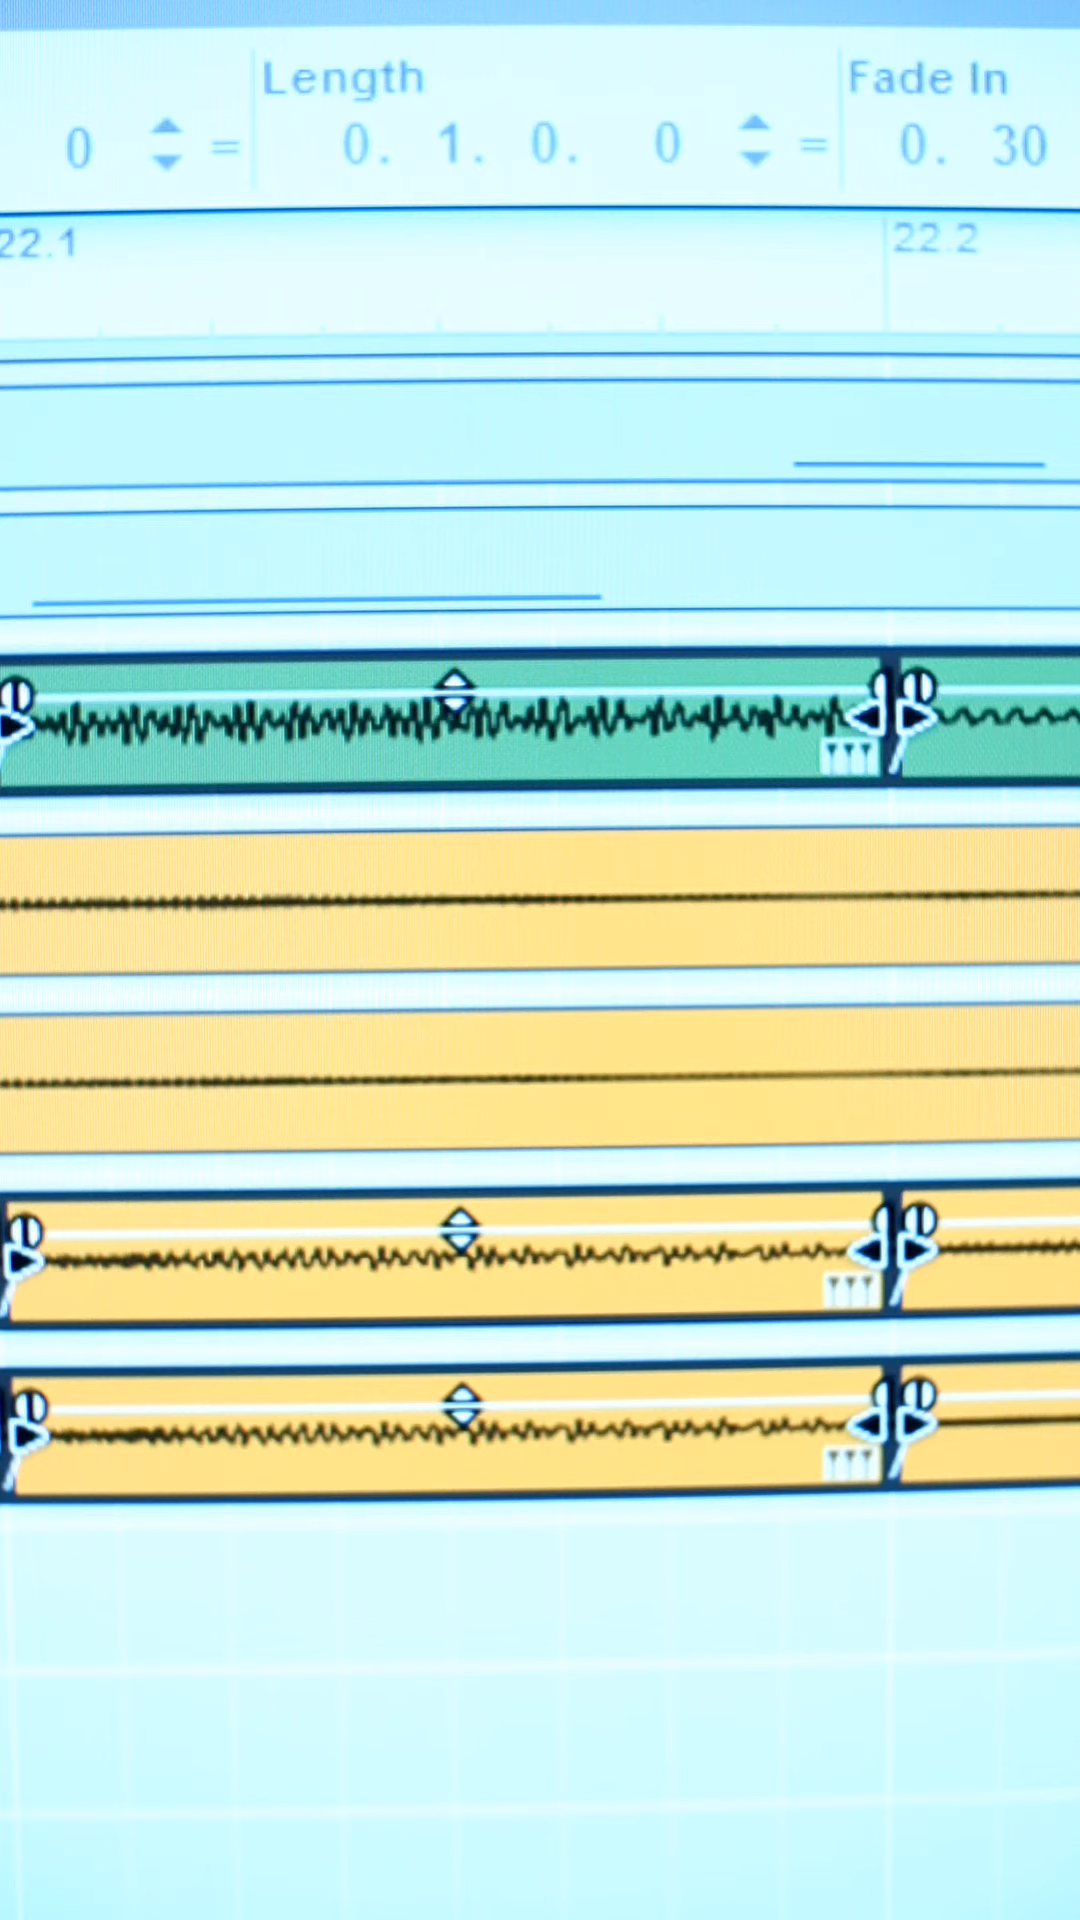 Length Fade In
0 = 0. 1. 0. 0 = 0. 30
22.1 22.2